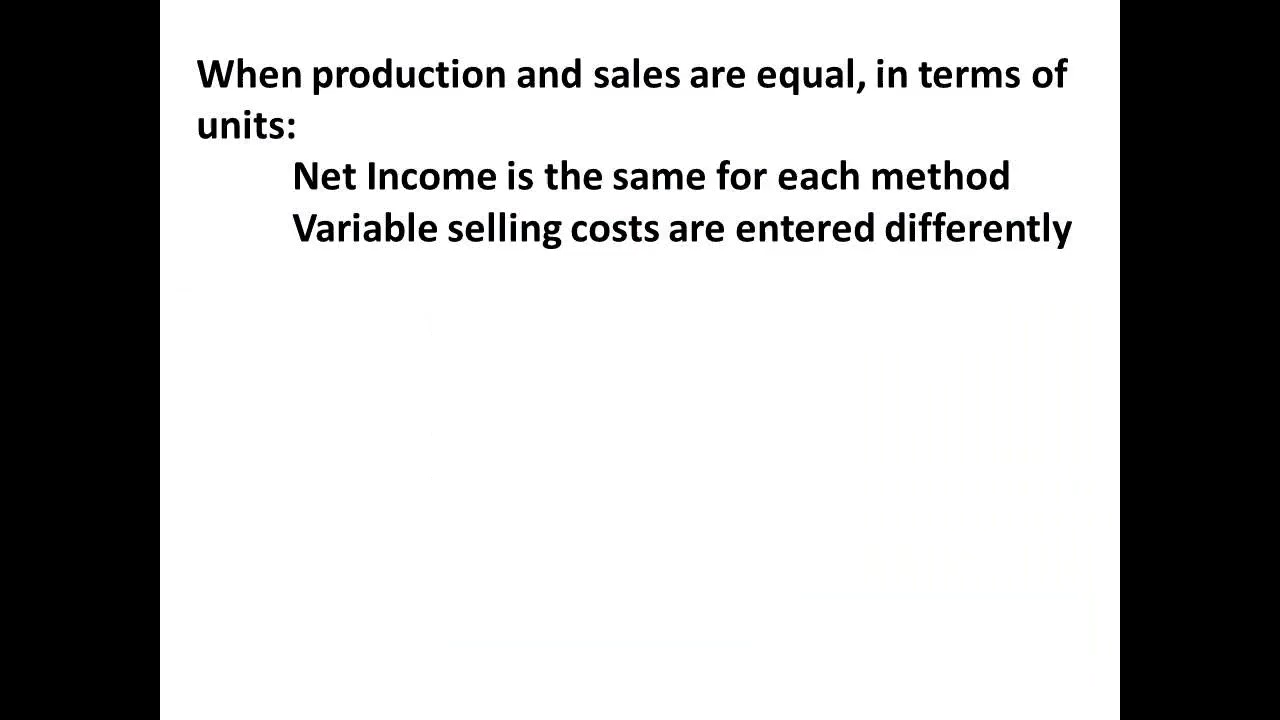 When production and sales are equal, in terms of
units:
Net Income is the same for each method
Variable selling costs are entered differently